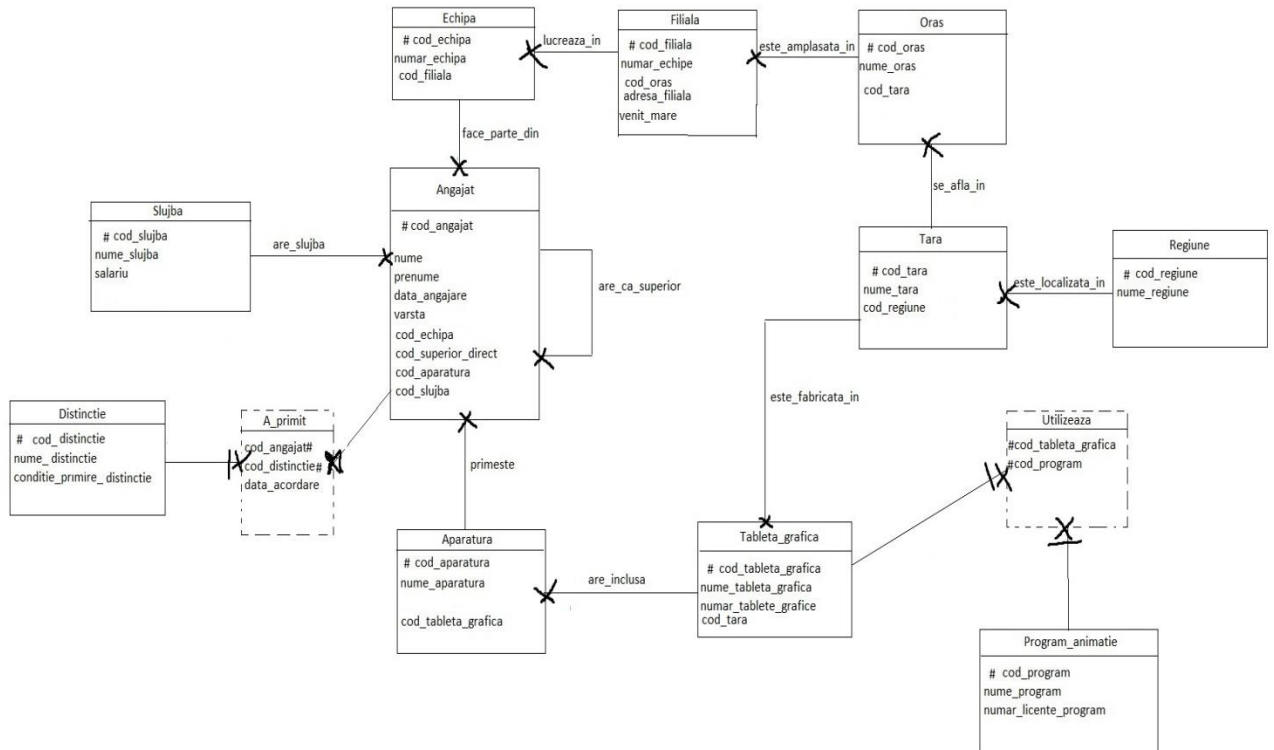 Echipa
# cod_echipa
numar_echipa
cod_filiala
lucreaza_in
Filiala
# cod_filiala
numar_echipe
cod_oras
adresa_filiala
venit_mare
este_amplasata_in
Oras
# cod_oras
nume_oras
cod_tara
face_parte_din
se_afla_in
Slujba
# cod_slujba
nume_slujba
salariu
are_slujba
Angajat
# cod_angajat
nume
prenume
data_angajare
varsta
cod_echipa
cod_superior_direct
cod_aparatura
cod_slujba
are_ca_superior
Tara
# cod_tara
nume_tara
cod_regiune
este_localizata_in
Regiune
# cod_regiune
nume_regiune
este_fabricata_in
Distinctie
# cod_distinctie
nume_distinctie
conditie_primire_distinctie
A_primit
cod_angajat#
cod_distinctie#
data_acordare
primeste
Utilizeaza
#cod_tableta_grafica
#cod_program
Aparatura
# cod_aparatura
nume_aparatura
cod_tableta_grafica
are_inclusa
Tableta_grafica
# cod_tableta_grafica
nume_tableta_grafica
numar_tablete_grafice
cod_tara
Program_animatie
# cod_program
nume_program
numar_licente_program